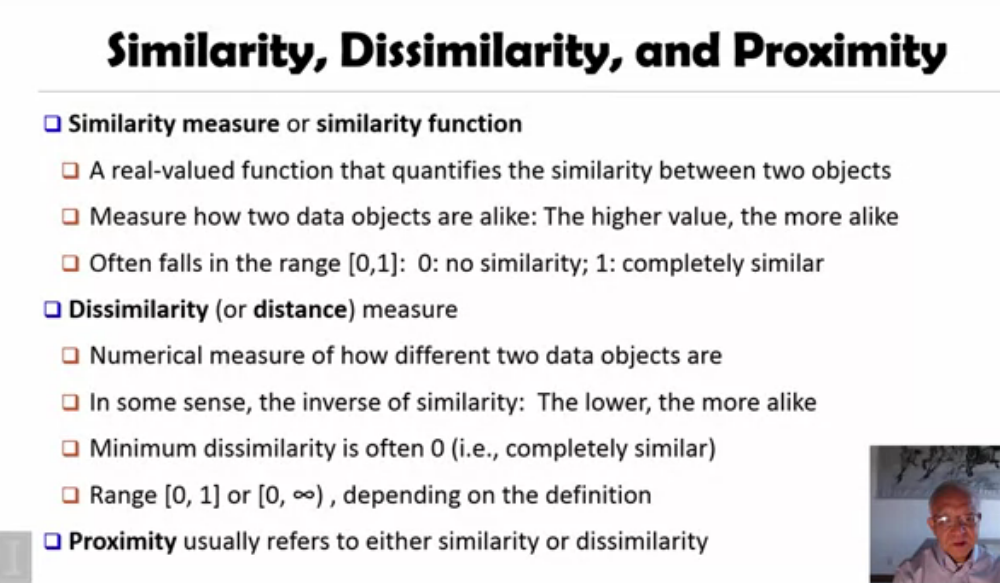 Similarity, Dissimilarity, and Proximity
Similarity measure or similarity function
A real-valued function that quantifies the similarity between two objects
Measure how two data objects are alike: The higher value, the more alike
Often falls in the range [0,1]: 0: no similarity; 1: completely similar
Dissimilarity (or distance) measure
Numerical measure of how different two data objects are
In some sense, the inverse of similarity: The lower, the more alike
Minimum dissimilarity is often 0 (i.e., completely similar)
Range [0, 1] or [0, ∞) , depending on the definition
Proximity usually refers to either similarity or dissimilarity
I